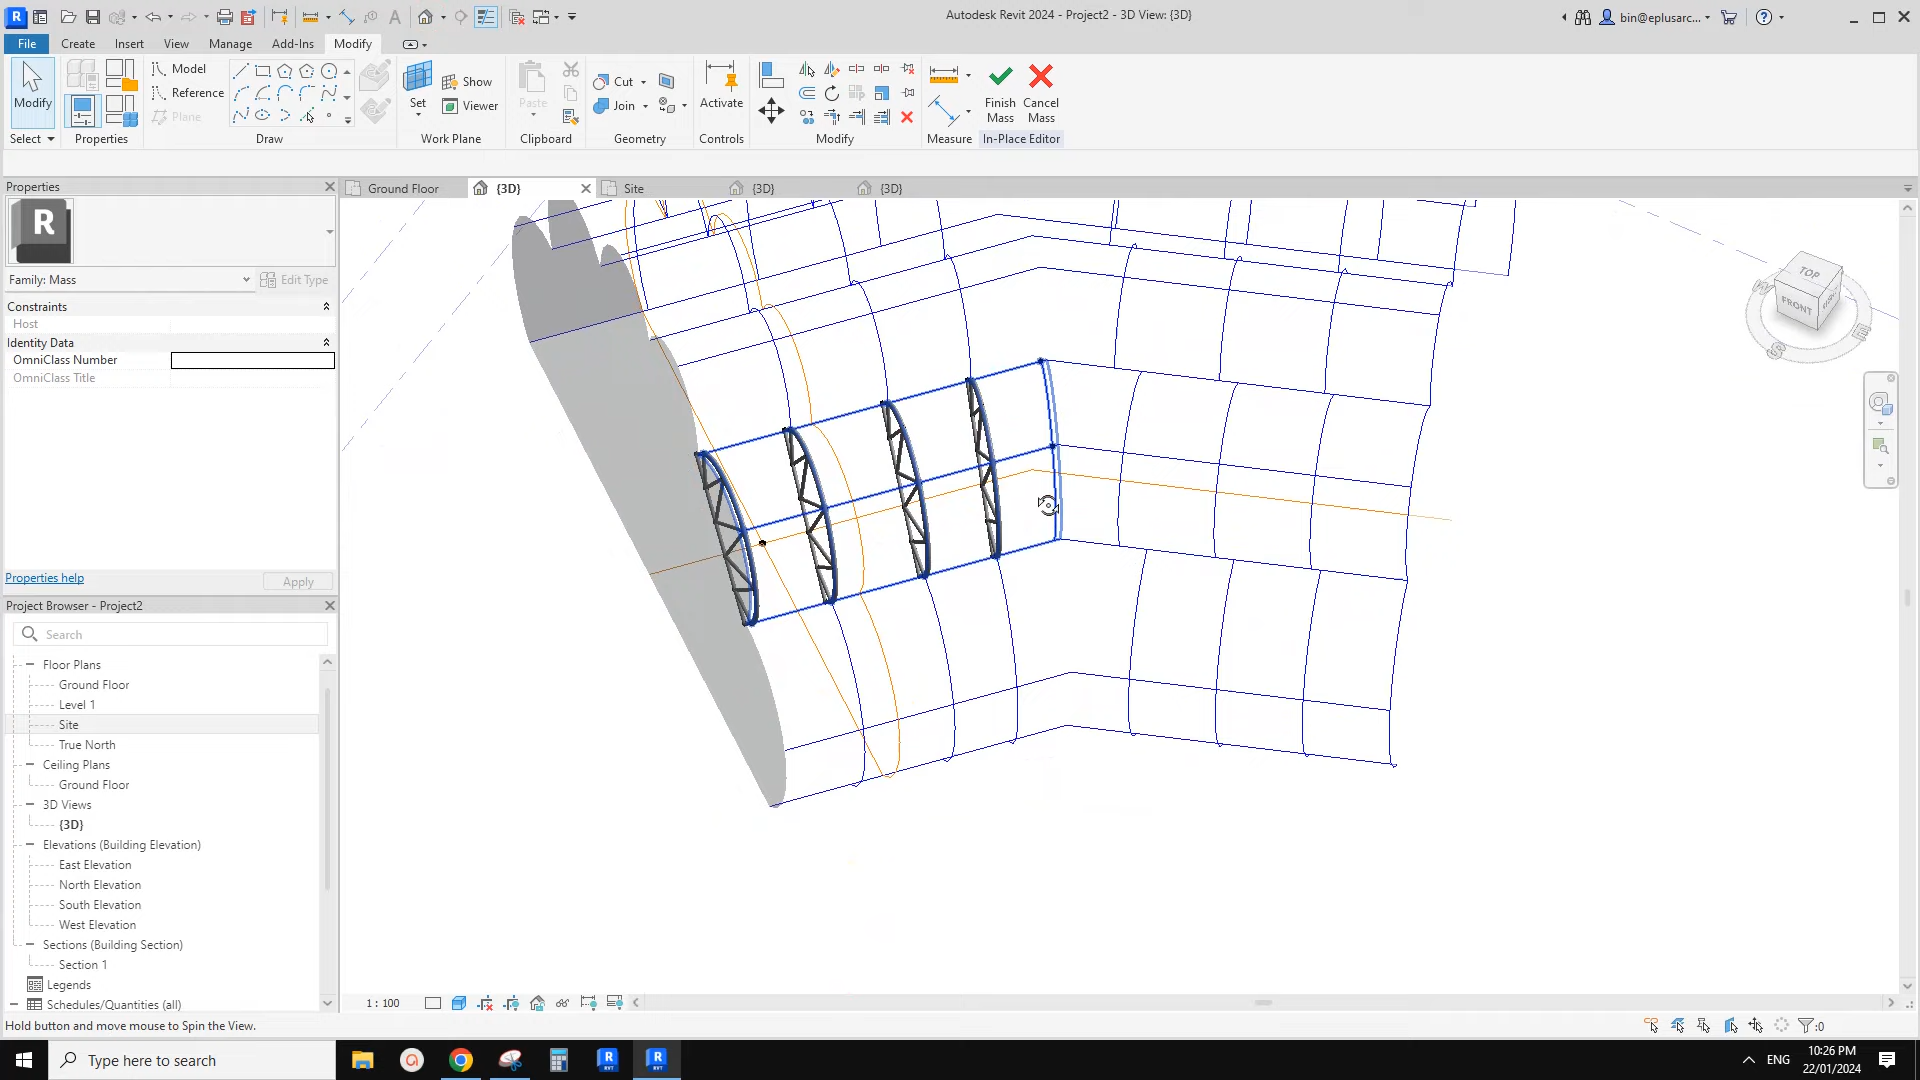 Autodesk Revit 2024 - Project2 - 3D View: {3D}
bin@eplusarc...
File Create Insert View Manage Add-Ins Modify
Modify
Select
Properties
Model
Reference
Plane
Draw
Set
Show
Viewer
Work Plane
Paste
Clipboard
Cut
Join
Geometry
Activate
Controls
Modify
Measure
Finish
Mass
Cancel
Mass
In-Place Editor
Properties
R
Family: Mass
Edit Type
Constraints
Host
Identity Data
OmniClass Number
OmniClass Title
Properties help
Apply
Ground Floor {3D} Site {3D} {3D}
TOP
FRONT
W
S
E
Project Browser - Project2
Search
Floor Plans
Ground Floor
Level 1
Site
True North
Ceiling Plans
Ground Floor
3D Views
{3D}
Elevations (Building Elevation)
East Elevation
North Elevation
South Elevation
West Elevation
Sections (Building Section)
Section 1
Legends
Schedules/Quantities (all)
1 : 100
Hold button and move mouse to Spin the View.
:0
Type here to search
ENG
10:26 PM
22/01/2024